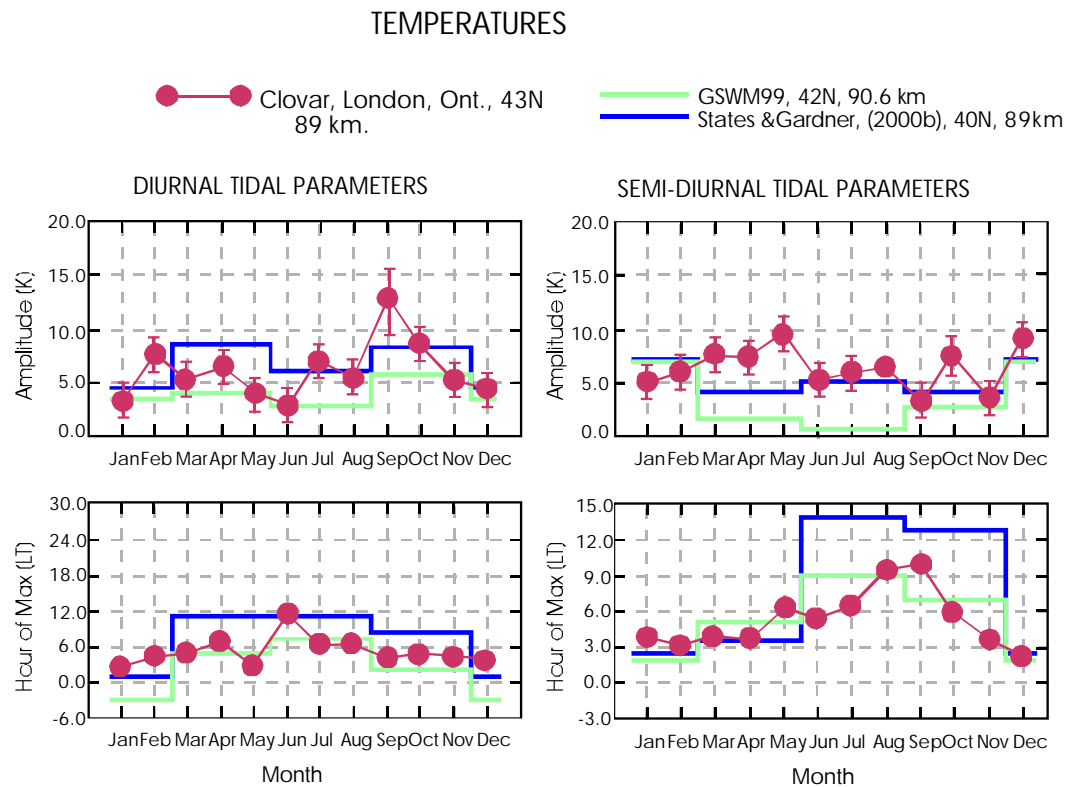 TEMPERATURES
Clovar, London, Ont., 43N
89 km.
GSWM99, 42N, 90.6 km
States &Gardner, (2000b), 40N, 89km
DIURNAL TIDAL PARAMETERS
20.0
15.0
10.0
5.0
0.0
Amplitude (K)
Jan Feb Mar Apr May Jun Jul Aug Sep Oct Nov Dec
SEMI-DIURNAL TIDAL PARAMETERS
20.0
15.0
10.0
5.0
0.0
Amplitude (K)
Jan Feb Mar Apr May Jun Jul Aug Sep Oct Nov Dec
30.0
24.0
18.0
12.0
6.0
0.0
-6.0
Hour of Max (LT)
Jan Feb Mar Apr May Jun Jul Aug Sep Oct Nov Dec
Month
15.0
12.0
9.0
6.0
3.0
0.0
-3.0
Hour of Max (LT)
Jan Feb Mar Apr May Jun Jul Aug Sep Oct Nov Dec
Month